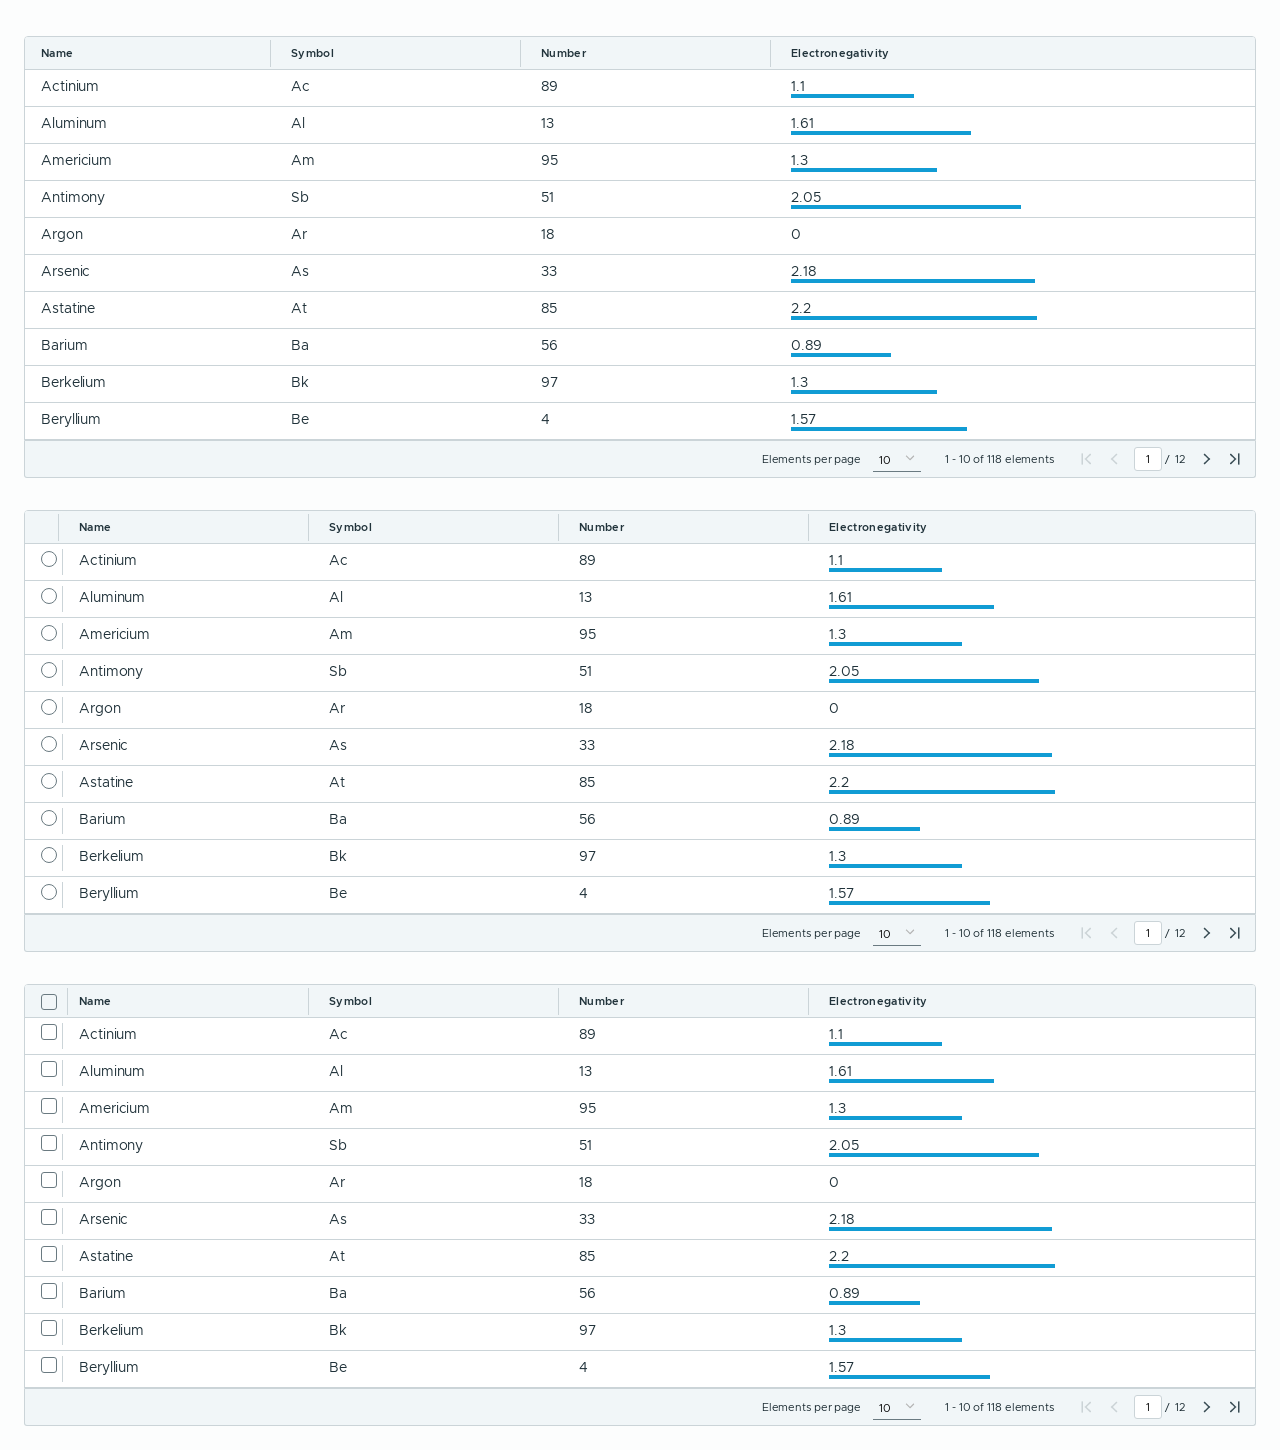 Name Symbol Number Electronegativity
Actinium Ac 89 1.1
Aluminum Al 13 1.61
Americium Am 95 1.3
Antimony Sb 51 2.05
Argon Ar 18 0
Arsenic As 33 2.18
Astatine At 85 2.2
Barium Ba 56 0.89
Berkelium Bk 97 1.3
Beryllium Be 4 1.57
Elements per page 10 1 - 10 of 118 elements 1 / 12
Name Symbol Number Electronegativity
Actinium Ac 89 1.1
Aluminum Al 13 1.61
Americium Am 95 1.3
Antimony Sb 51 2.05
Argon Ar 18 0
Arsenic As 33 2.18
Astatine At 85 2.2
Barium Ba 56 0.89
Berkelium Bk 97 1.3
Beryllium Be 4 1.57
Elements per page 10 1 - 10 of 118 elements 1 / 12
Name Symbol Number Electronegativity
Actinium Ac 89 1.1
Aluminum Al 13 1.61
Americium Am 95 1.3
Antimony Sb 51 2.05
Argon Ar 18 0
Arsenic As 33 2.18
Astatine At 85 2.2
Barium Ba 56 0.89
Berkelium Bk 97 1.3
Beryllium Be 4 1.57
Elements per page 10 1 - 10 of 118 elements 1 / 12